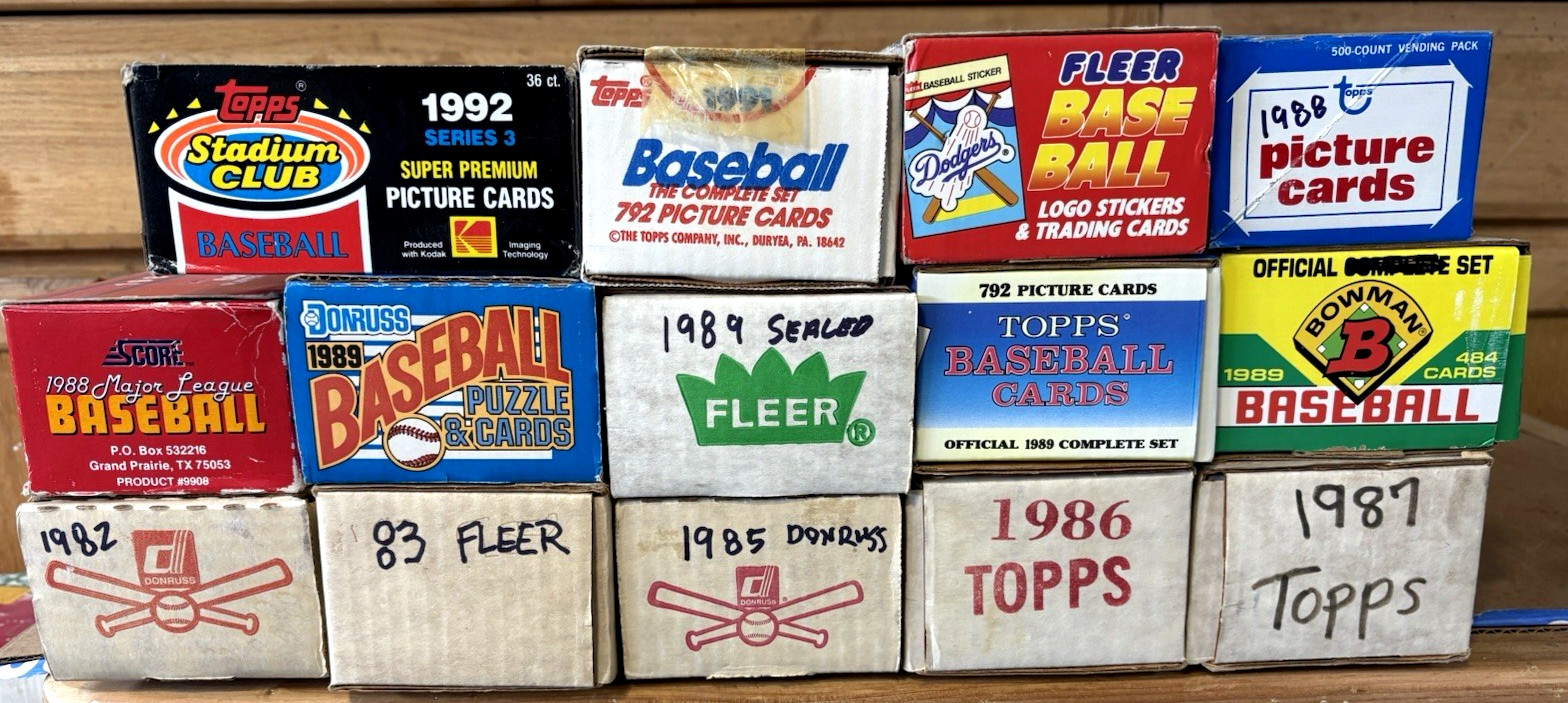 36 ct.
Topps®
Stadium
CLUB
BASEBALL
1992
SERIES 3
SUPER PREMIUM
PICTURE CARDS
Produced
with Kodak
Imaging
Technology
Topps®
Baseball
THE COMPLETE SET
792 PICTURE CARDS
©THE TOPPS COMPANY, INC., DURYEA, PA. 18642
BASEBALL STICKER
Dodgers®
FLEER
BASE
BALL
LOGO STICKERS
& TRADING CARDS
500-COUNT VENDING PACK
topps
1988
picture
cards
SCORE™
1988 Major League
BASEBALL
P.O. Box 532216
Grand Prairie, TX 75053
PRODUCT #9908
DONRUSS
1989
BASEBALL
PUZZLE
& CARDS
1989 SEALED
FLEER®
792 PICTURE CARDS
TOPPS®
BASEBALL
CARDS
OFFICIAL 1989 COMPLETE SET
OFFICIAL COMPLETE SET
BOWMAN®
B
1989
484
CARDS
BASEBALL
1982
d
DONRUSS
83 FLEER
1985 DONRUSS
d
DONRUSS®
1986
TOPPS
1987
Topps